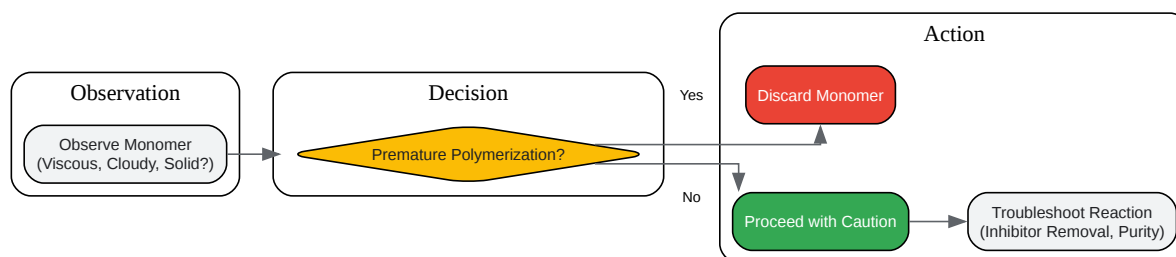 Observation
Observe Monomer
(Viscous, Cloudy, Solid?)
Decision
Premature Polymerization?
Yes
No
Action
Discard Monomer
Proceed with Caution
Troubleshoot Reaction
(Inhibitor Removal, Purity)